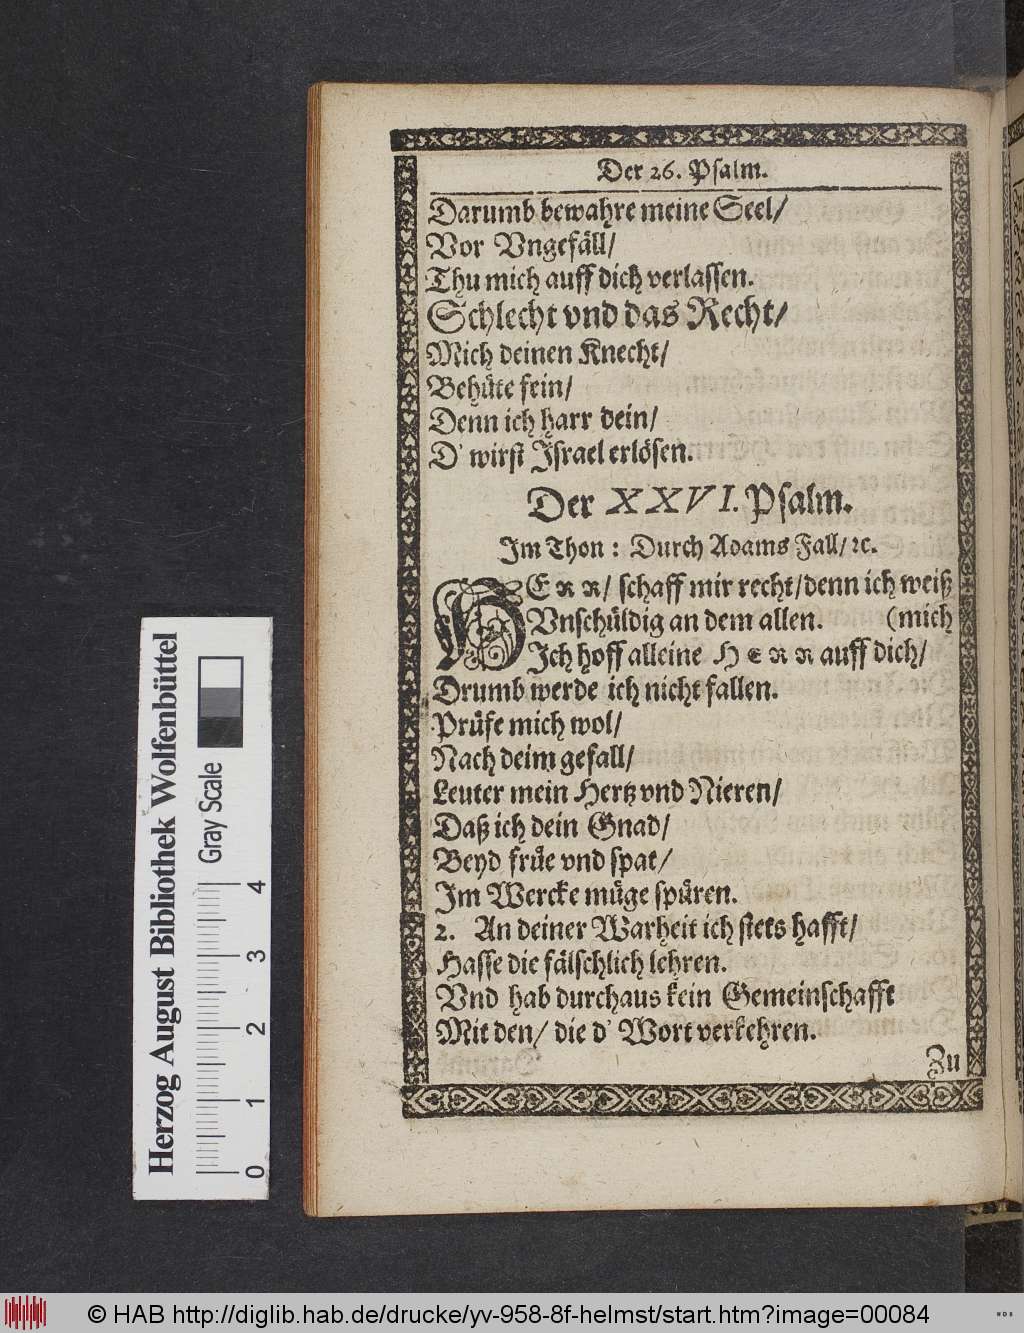 Der 26. Psalm.
Darumb bewahre meine Seel/
Vor Vngefäll/
Thu mich auff dich verlassen.
Schlecht vnd das Recht/
Mich deinen Knecht/
Behüte fein/
Denn ich harr dein/
D' wirst Israel erlösen.
Der XXVI. Psalm.
Im Thon: Durch Adams Fall/ ꝛc.
HERR/ schaff mir recht/denn ich weiß
Vnschüldig an dem allen. (mich
Ich hoff alleine HERR auff dich/
Drumb werde ich nicht fallen.
Prüfe mich wol/
Nach deim gefall/
Leuter mein Hertz vnd Nieren/
Daß ich dein Gnad/
Beyd früe vnd spat/
Im Wercke müge spüren.
2. An deiner Warheit ich stets hafft/
Hasse die fälschlich lehren.
Vnd hab durchaus kein Gemeinschafft
Mit den/ die d' Wort verkehren.
Zu
Herzog August Bibliothek Wolfenbüttel
Gray Scale
0 1 2 3 4
© HAB http://diglib.hab.de/drucke/yv-958-8f-helmst/start.htm?image=00084